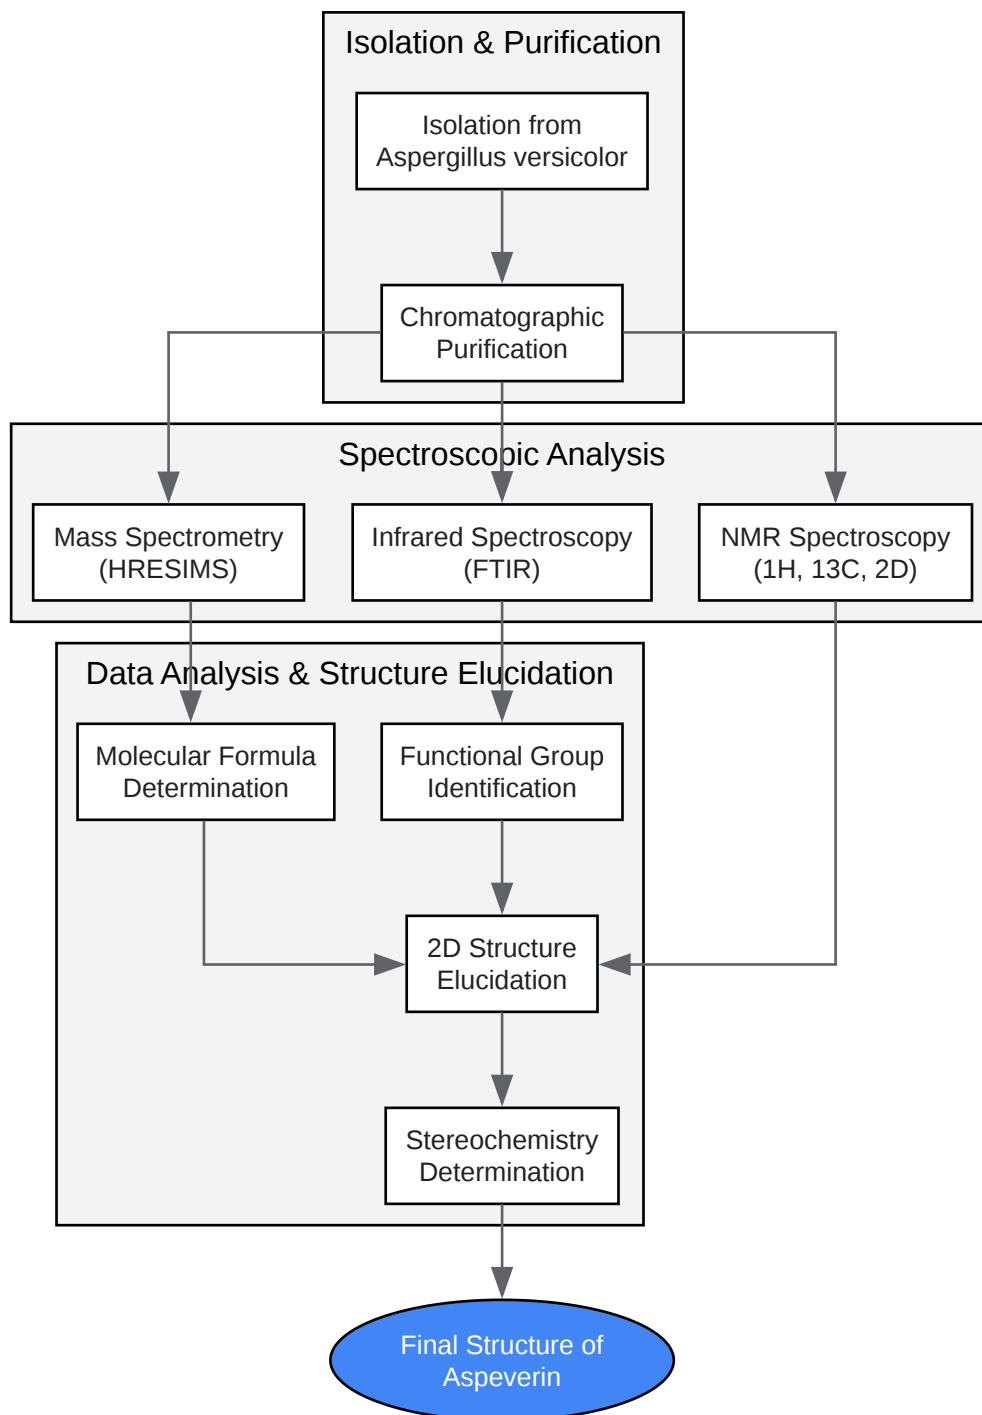 Isolation & Purification
Isolation from
Aspergillus versicolor
Chromatographic
Purification
Spectroscopic Analysis
Mass Spectrometry
(HRESIMS)
Infrared Spectroscopy
(FTIR)
NMR Spectroscopy
(1H, 13C, 2D)
Data Analysis & Structure Elucidation
Molecular Formula
Determination
Functional Group
Identification
2D Structure
Elucidation
Stereochemistry
Determination
Final Structure of
Aspeverin